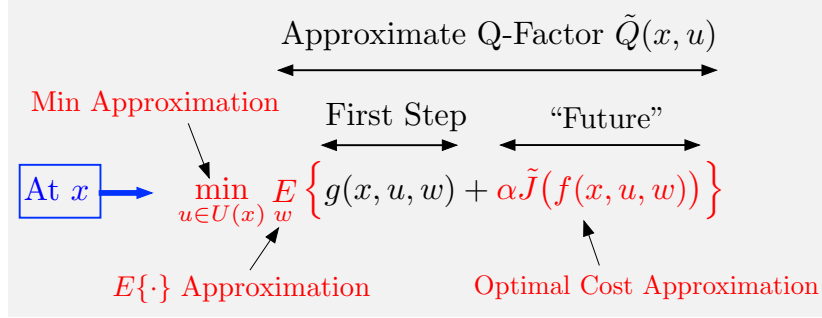 Approximate Q-Factor Q̃(x, u)
Min Approximation
First Step
“Future”
At x
min u∈U(x) E w {g(x, u, w) + αJ̃(f(x, u, w))}
E{·} Approximation
Optimal Cost Approximation